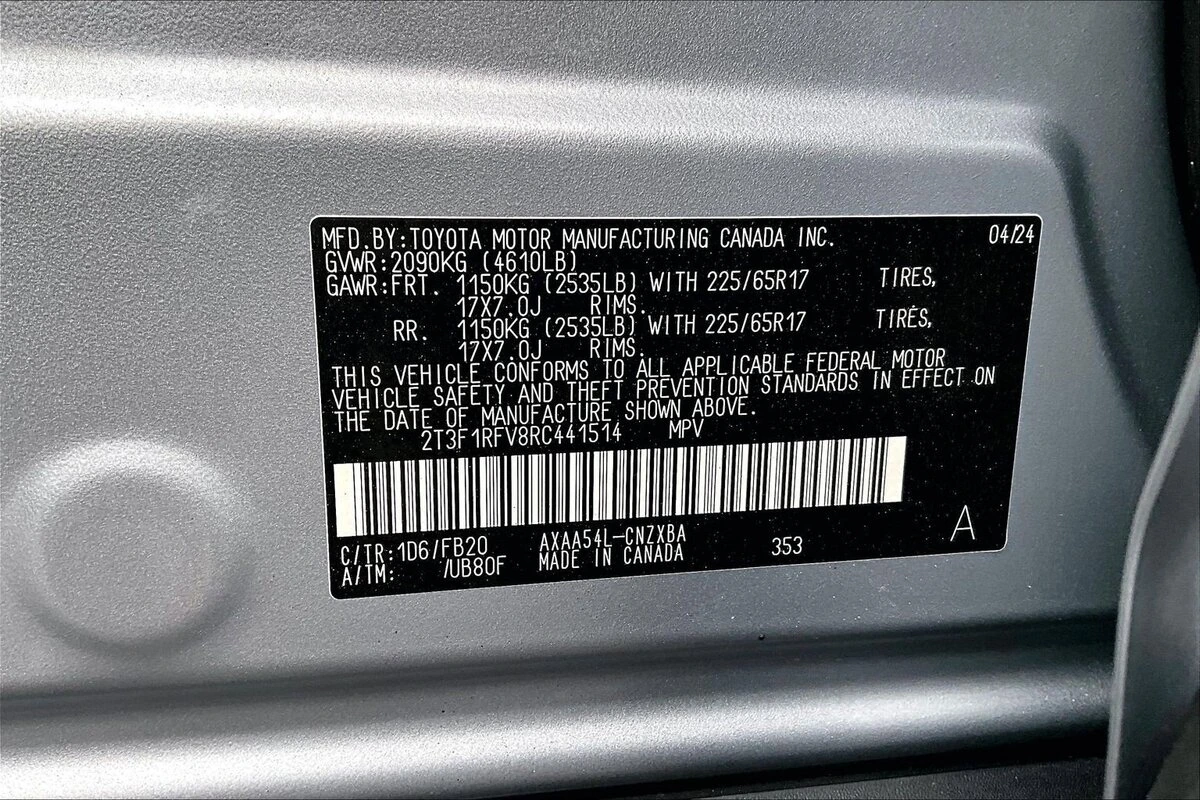 MFD.BY:TOYOTA MOTOR MANUFACTURING CANADA INC. 04/24
GVWR:2090KG (4610LB)
GAWR:FRT. 1150KG (2535LB) WITH 225/65R17 TIRES,
17X7.0J RIMS.
RR. 1150KG (2535LB) WITH 225/65R17 TIRES,
17X7.0J RIMS.
THIS VEHICLE CONFORMS TO ALL APPLICABLE FEDERAL MOTOR
VEHICLE SAFETY AND THEFT PREVENTION STANDARDS IN EFFECT ON
THE DATE OF MANUFACTURE SHOWN ABOVE.
2T3F1RFV8RC441514 MPV
C/TR:1D6/FB20 AXAA54L-CNZXBA 353 A
A/TM: /UB80F MADE IN CANADA